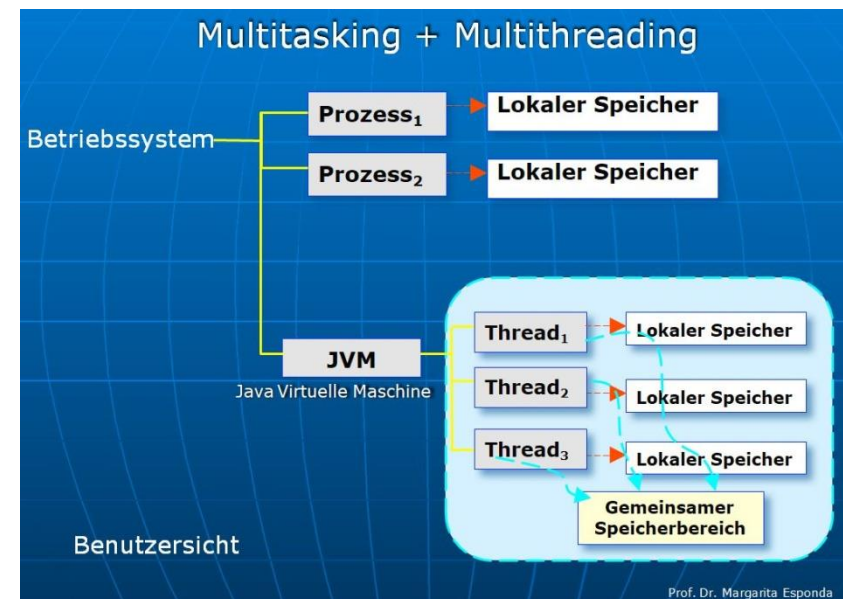 Multitasking + Multithreading
Betriebssystem
Prozess₁
Lokaler Speicher
Prozess₂
Lokaler Speicher
JVM
Java Virtuelle Maschine
Thread₁
Lokaler Speicher
Thread₂
Lokaler Speicher
Thread₃
Lokaler Speicher
Gemeinsamer
Speicherbereich
Benutzersicht
Prof. Dr. Margarita Esponda